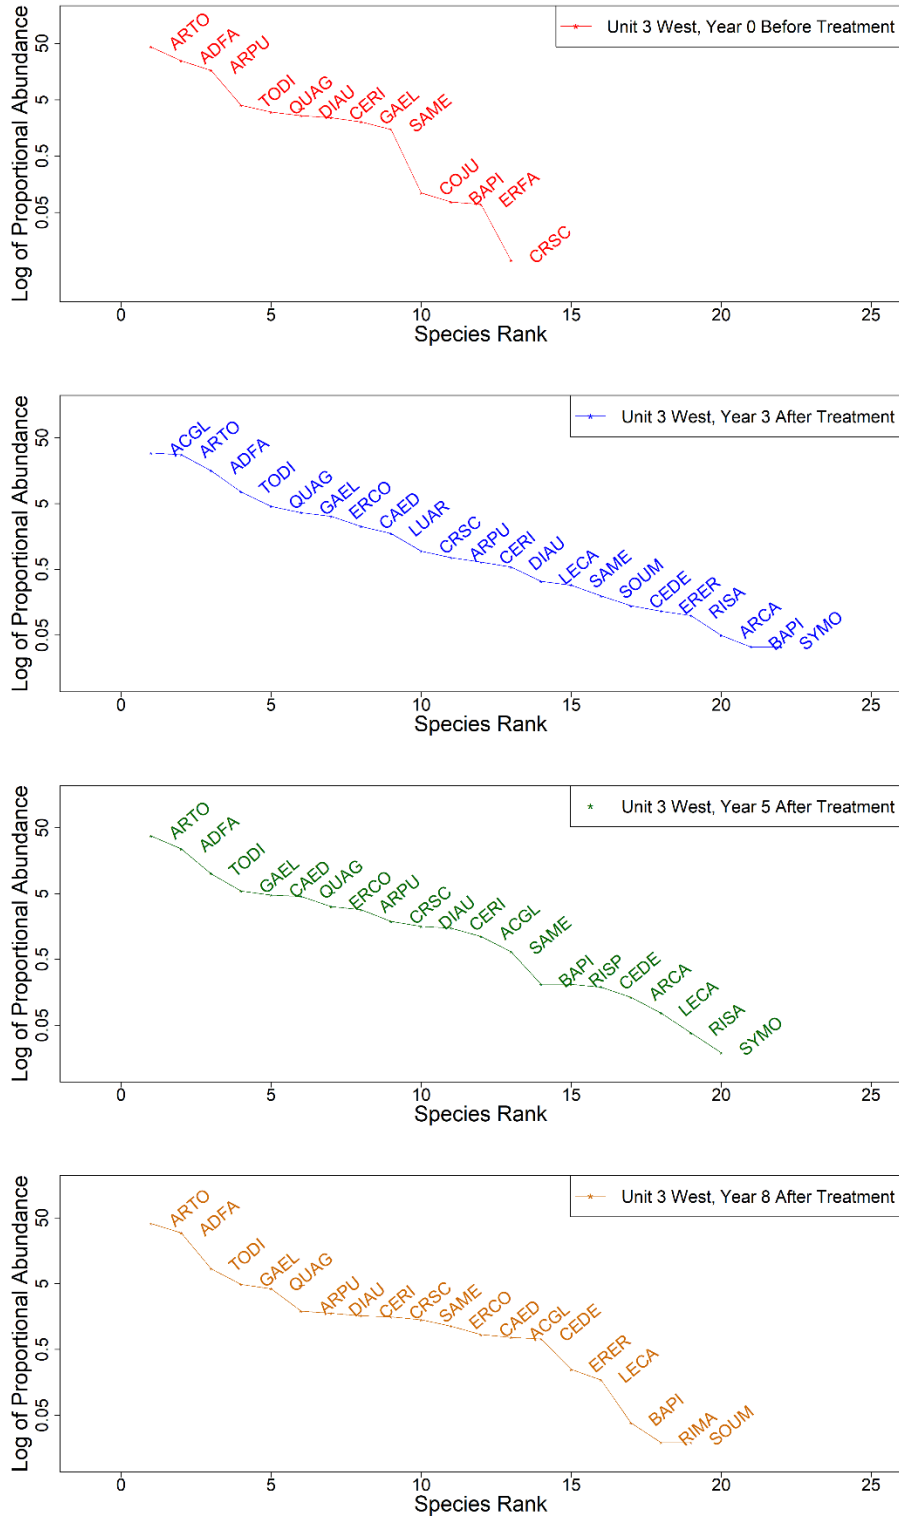 Unit 3 West, Year 0 Before Treatment
Log of Proportional Abundance
50
5
0.5
0.05
ARTO ADFA ARPU TODI QUAG DIAU CERI GAEL SAME COJU BAPI ERFA CRSC
0 5 10 15 20 25
Species Rank
Unit 3 West, Year 3 After Treatment
Log of Proportional Abundance
50
5
0.5
0.05
ACGL ARTO ADFA TODI QUAG GAEL ERCO CAED LUAR CRSC ARPU CERI DIAU LECA SAME SOUM CEDE ERER RISA ARCA BAPI SYMO
0 5 10 15 20 25
Species Rank
Unit 3 West, Year 5 After Treatment
Log of Proportional Abundance
50
5
0.5
0.05
ARTO ADFA TODI GAEL CAED QUAG ERCO ARPU CRSC DIAU CERI ACGL SAME BAPI RISP CEDE ARCA LECA RISA SYMO
0 5 10 15 20 25
Species Rank
Unit 3 West, Year 8 After Treatment
Log of Proportional Abundance
50
5
0.5
0.05
ARTO ADFA TODI GAEL QUAG ARPU DIAU CERI CRSC SAME ERCO CAED ACGL CEDE ERER LECA BAPI RIMA SOUM
0 5 10 15 20 25
Species Rank